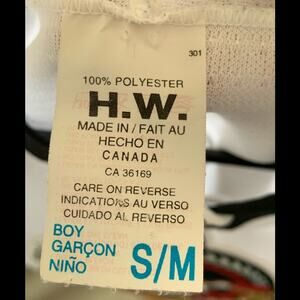 301
100% POLYESTER
H.W.
MADE IN / FAIT AU
HECHO EN
CANADA
CA 36169
CARE ON REVERSE
INDICATIONS AU VERSO
CUIDADO AL REVERSO
BOY
GARÇON
NIÑO
S/M